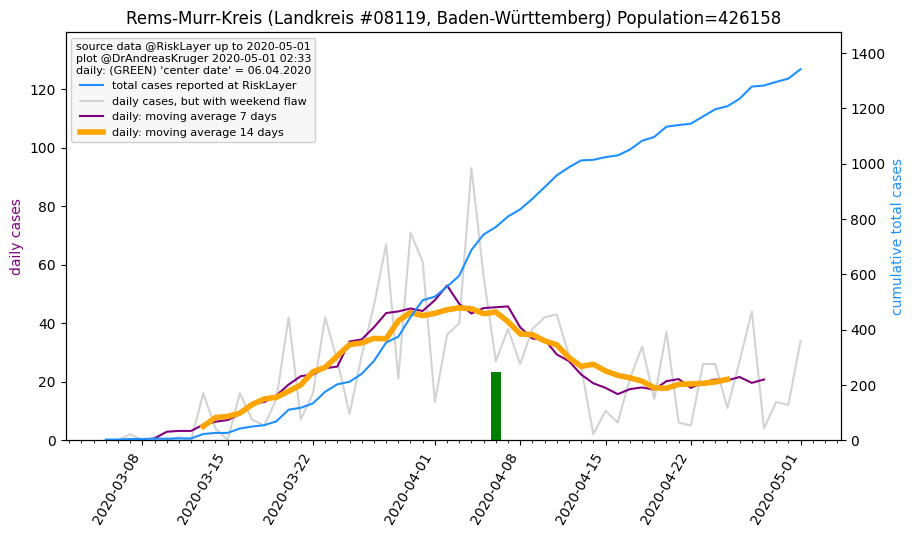 Rems-Murr-Kreis (Landkreis #08119, Baden-Württemberg) Population=426158
source data @RiskLayer up to 2020-05-01
plot @DrAndreasKruger 2020-05-01 02:33
daily: (GREEN) 'center date' = 06.04.2020
total cases reported at RiskLayer
daily cases, but with weekend flaw
daily: moving average 7 days
daily: moving average 14 days
daily cases
120
100
80
60
40
20
0
1400
1200
1000
800
600
400
200
0
cumulative total cases
2020-03-08
2020-03-15
2020-03-22
2020-04-01
2020-04-08
2020-04-15
2020-04-22
2020-05-01